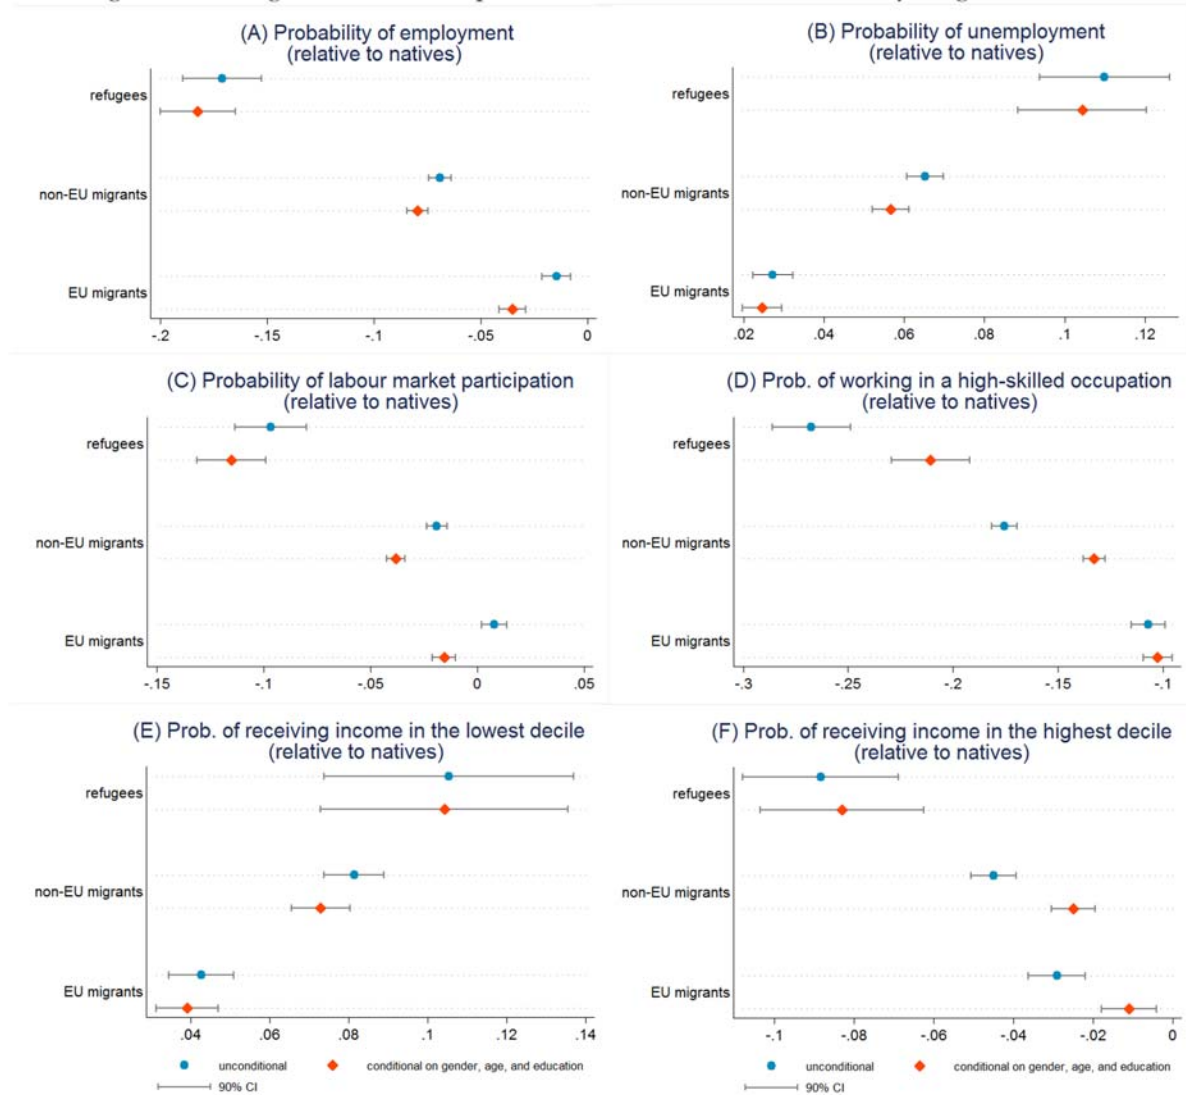 (A) Probability of employment
(relative to natives)
refugees
non-EU migrants
EU migrants
-.2 -.15 -.1 -.05 0
(B) Probability of unemployment
(relative to natives)
refugees
non-EU migrants
EU migrants
.02 .04 .06 .08 .1 .12
(C) Probability of labour market participation
(relative to natives)
refugees
non-EU migrants
EU migrants
-.15 -.1 -.05 0 .05
(D) Prob. of working in a high-skilled occupation
(relative to natives)
refugees
non-EU migrants
EU migrants
-.3 -.25 -.2 -.15 -.1
(E) Prob. of receiving income in the lowest decile
(relative to natives)
refugees
non-EU migrants
EU migrants
.04 .06 .08 .1 .12 .14
unconditional conditional on gender, age, and education
90% CI
(F) Prob. of receiving income in the highest decile
(relative to natives)
refugees
non-EU migrants
EU migrants
-.1 -.08 -.06 -.04 -.02 0
unconditional conditional on gender, age, and education
90% CI